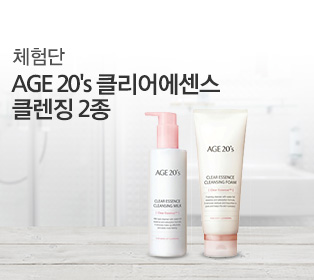 체험단
AGE 20's 클리어에센스
클렌징 2종
AGE 20's
CLEAR ESSENCE
CLEANSING MILK
AGE 20's
CLEAR ESSENCE
CLEANSING FOAM